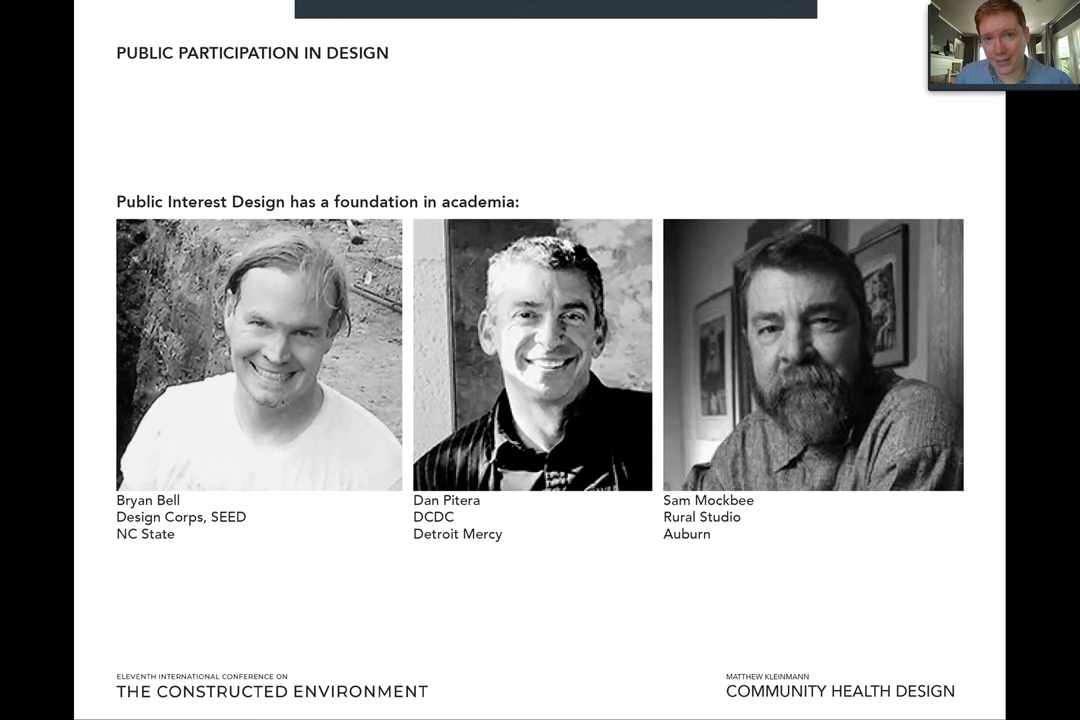 PUBLIC PARTICIPATION IN DESIGN
Public Interest Design has a foundation in academia:
Bryan Bell
Design Corps, SEED
NC State
Dan Pitera
DCDC
Detroit Mercy
Sam Mockbee
Rural Studio
Auburn
ELEVENTH INTERNATIONAL CONFERENCE ON
THE CONSTRUCTED ENVIRONMENT
MATTHEW KLEINMANN
COMMUNITY HEALTH DESIGN